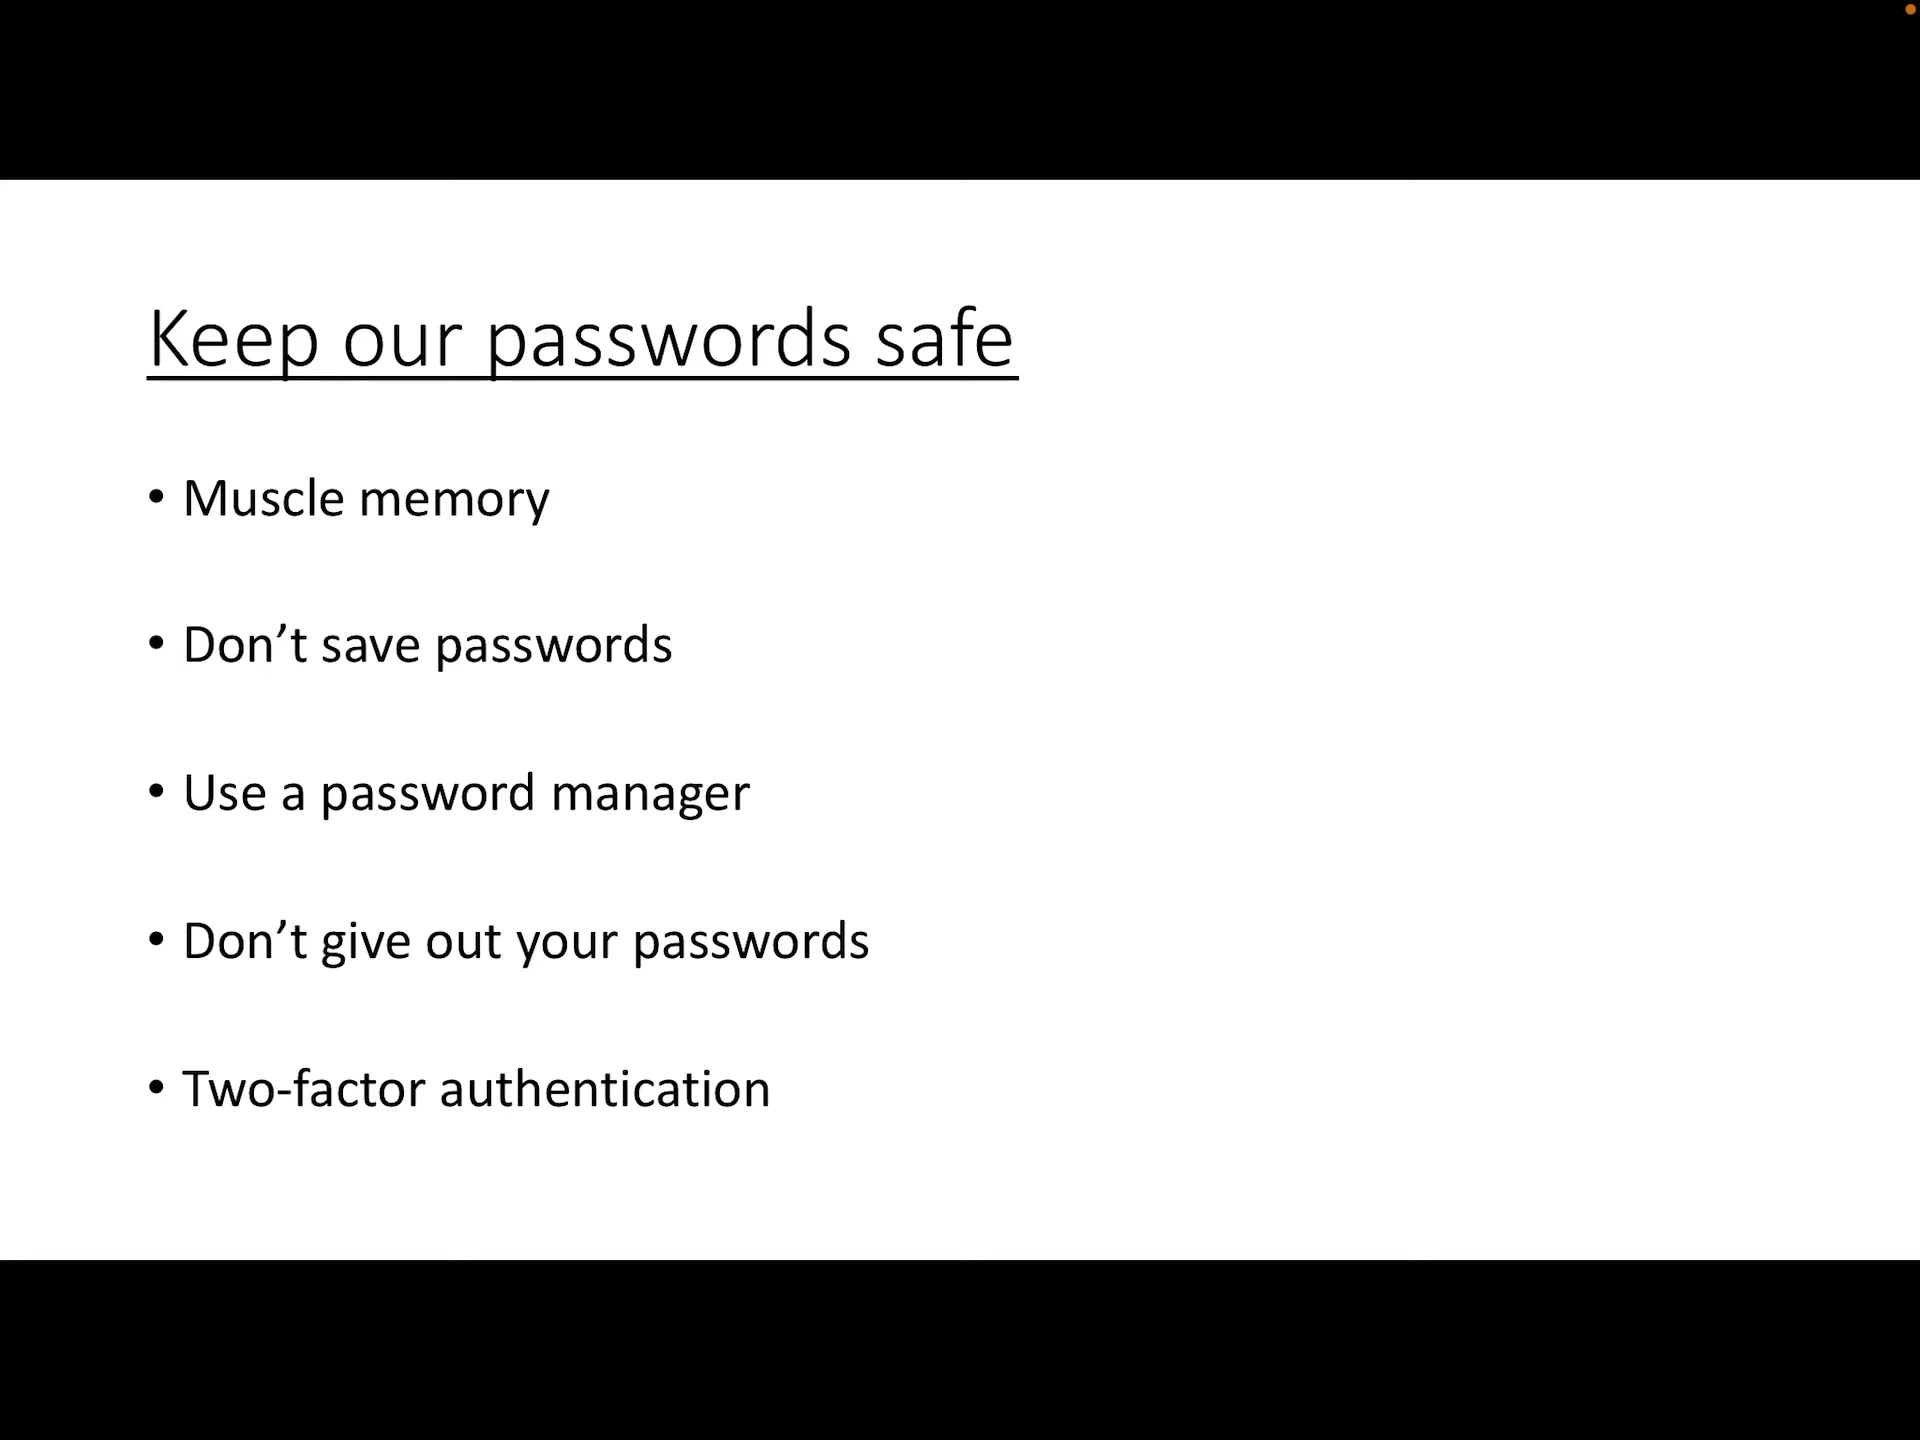 Keep our passwords safe
• Muscle memory
• Don’t save passwords
• Use a password manager
• Don’t give out your passwords
• Two-factor authentication